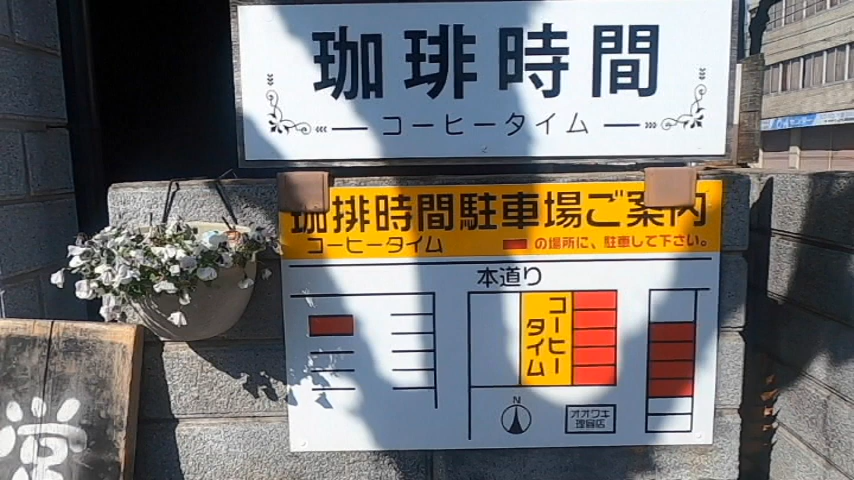 珈琲時間
コーヒータイム
珈排時間駐車場ご案内
コーヒータイム
の場所に、駐車して下さい。
本道り
コーヒー
タイム
N
オオワキ
理容店